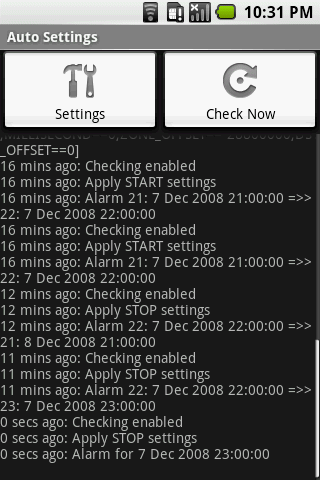 10:31 PM
Auto Settings
Settings
Check Now
_OFFSET==0]
16 mins ago: Checking enabled
16 mins ago: Apply START settings
16 mins ago: Alarm 21: 7 Dec 2008 21:00:00 =>>
22: 7 Dec 2008 22:00:00
16 mins ago: Checking enabled
16 mins ago: Apply START settings
16 mins ago: Alarm 21: 7 Dec 2008 21:00:00 =>>
22: 7 Dec 2008 22:00:00
12 mins ago: Checking enabled
12 mins ago: Apply STOP settings
12 mins ago: Alarm 22: 7 Dec 2008 22:00:00 =>>
21: 8 Dec 2008 21:00:00
11 mins ago: Checking enabled
11 mins ago: Apply STOP settings
11 mins ago: Alarm 22: 7 Dec 2008 22:00:00 =>>
23: 7 Dec 2008 23:00:00
0 secs ago: Checking enabled
0 secs ago: Apply STOP settings
0 secs ago: Alarm for 7 Dec 2008 23:00:00